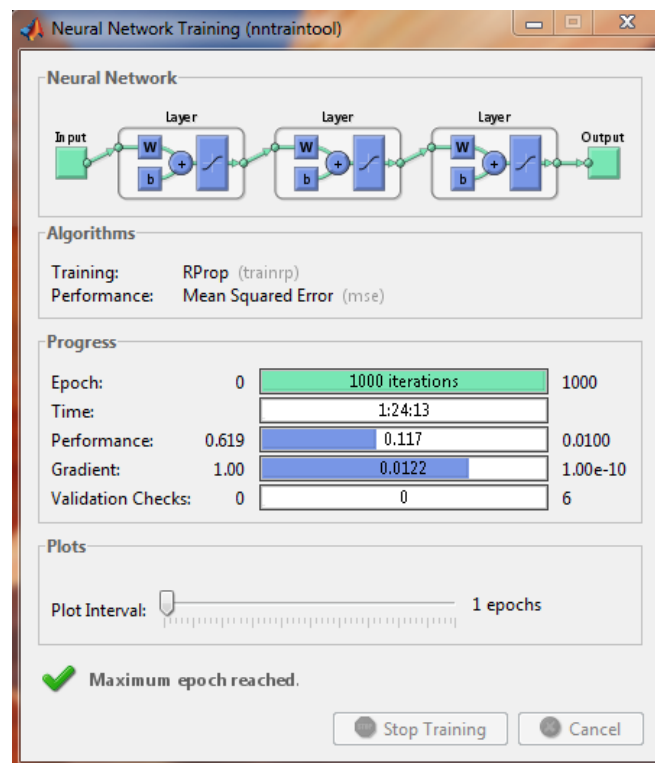 Neural Network Training (nntraintool)
Neural Network
Layer Layer Layer
Input Output
W W W
+ + +
b b b
Algorithms
Training: RProp (trainrp)
Performance: Mean Squared Error (mse)
Progress
Epoch: 0 1000 iterations 1000
Time: 1:24:13
Performance: 0.619 0.117 0.0100
Gradient: 1.00 0.0122 1.00e-10
Validation Checks: 0 0 6
Plots
Plot Interval: 1 epochs
Maximum epoch reached.
Stop Training Cancel